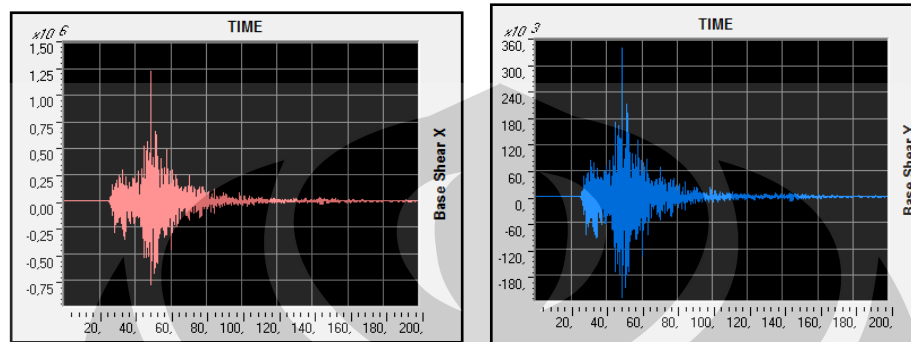 TIME
x10 6
1,50
1,25
1,00
0,75
0,50
0,25
0,00
-0,25
-0,50
-0,75
20, 40, 60, 80, 100, 120, 140, 160, 180, 200,
Base Shear X
TIME
x10 3
360,
300,
240,
180,
120,
60,
0,
-60,
-120,
-180,
20, 40, 60, 80, 100, 120, 140, 160, 180, 200,
Base Shear Y